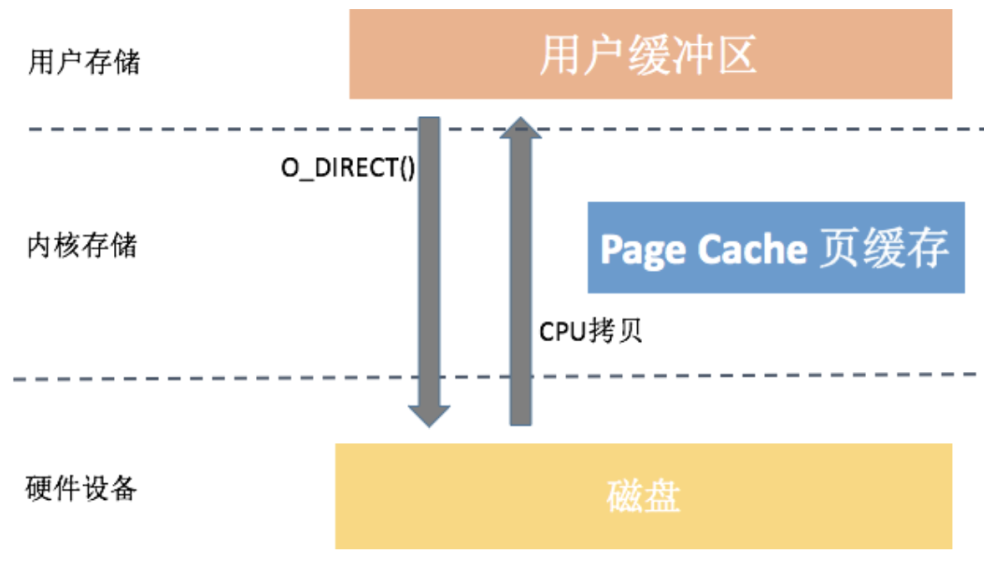 用户存储
用户缓冲区
O_DIRECT()
内核存储
Page Cache 页缓存
CPU拷贝
硬件设备
磁盘